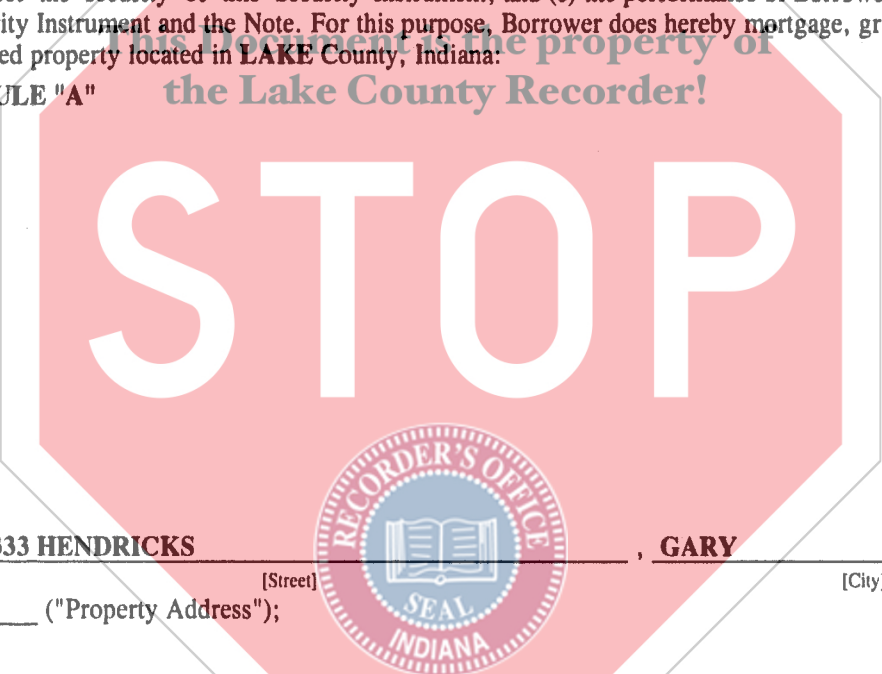 ity Instrument and the Note. For this purpose, Borrower does hereby mortgage, gr
This Document is the property of
ed property located in LAKE County, Indiana:
ULE "A"
the Lake County Recorder!
STOP
RECORDER'S OFFICE
SEAL
INDIANA
333 HENDRICKS , GARY
[Street] [City]
("Property Address");